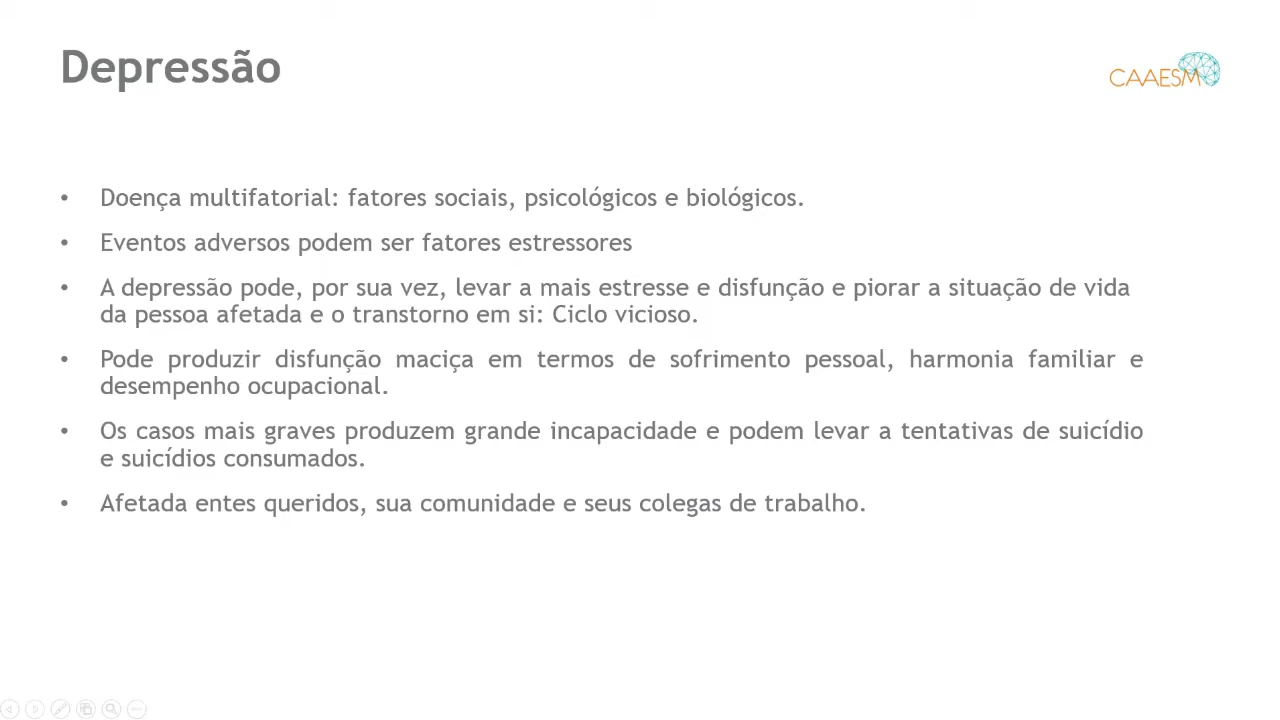 Depressão
CAAESM
• Doença multifatorial: fatores sociais, psicológicos e biológicos.
• Eventos adversos podem ser fatores estressores
• A depressão pode, por sua vez, levar a mais estresse e disfunção e piorar a situação de vida
da pessoa afetada e o transtorno em si: Ciclo vicioso.
• Pode produzir disfunção maciça em termos de sofrimento pessoal, harmonia familiar e
desempenho ocupacional.
• Os casos mais graves produzem grande incapacidade e podem levar a tentativas de suicídio
e suicídios consumados.
• Afetada entes queridos, sua comunidade e seus colegas de trabalho.